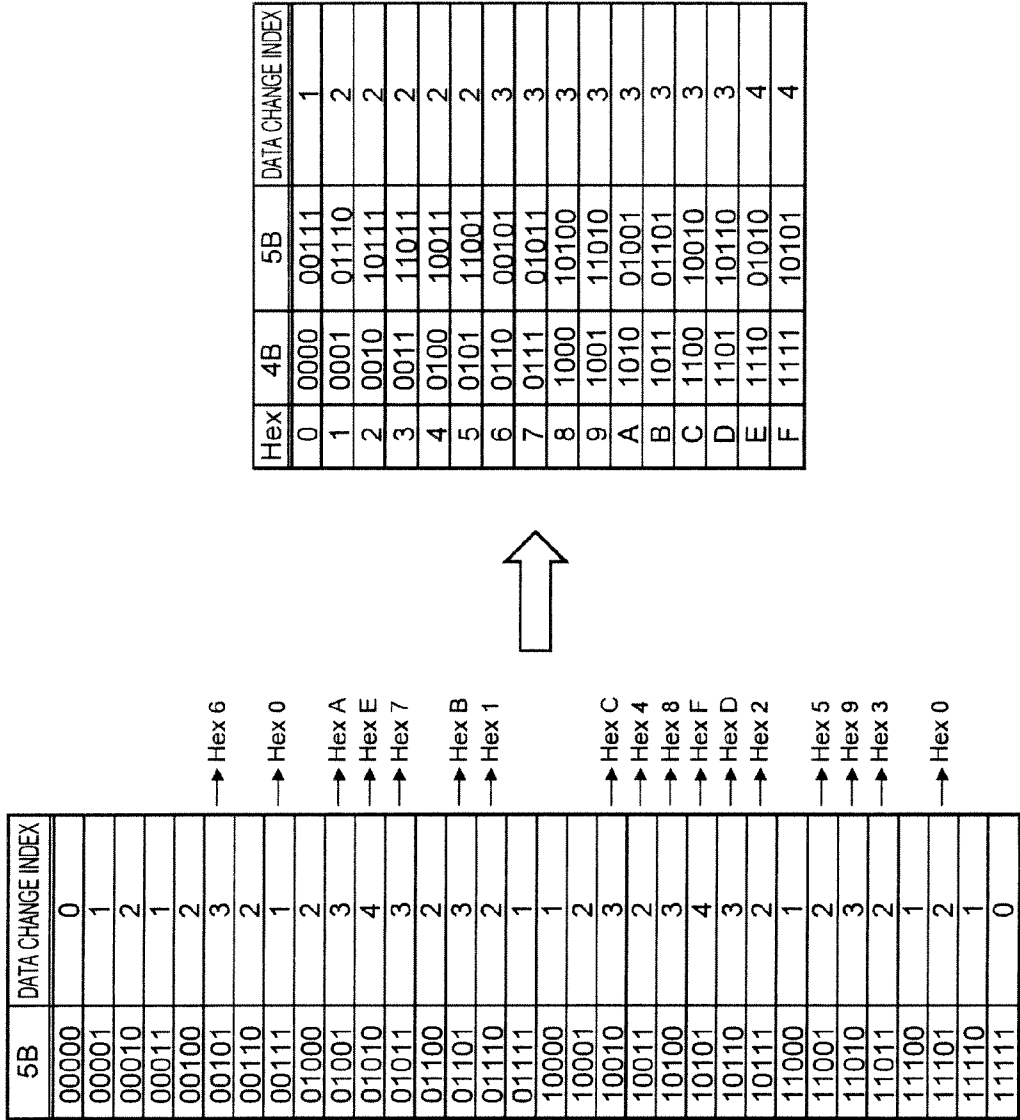 5B DATA CHANGE INDEX
00000 0
00001 1
00010 2
00011 1
00100 2
00101 3 → Hex 6
00110 2
00111 1 → Hex 0
01000 2
01001 3 → Hex A
01010 4 → Hex E
01011 3 → Hex 7
01100 2
01101 3 → Hex B
01110 2 → Hex 1
01111 1
10000 1
10001 2
10010 3 → Hex C
10011 2 → Hex 4
10100 3 → Hex 8
10101 4 → Hex F
10110 3 → Hex D
10111 2 → Hex 2
11000 1
11001 2 → Hex 5
11010 3 → Hex 9
11011 2 → Hex 3
11100 1
11101 2 → Hex 0
11110 1
11111 0
Hex 4B 5B DATA CHANGE INDEX
0 0000 00111 1
1 0001 01110 2
2 0010 10111 2
3 0011 11011 2
4 0100 10011 2
5 0101 11001 2
6 0110 00101 3
7 0111 01011 3
8 1000 10100 3
9 1001 11010 3
A 1010 01001 3
B 1011 01101 3
C 1100 10010 3
D 1101 10110 3
E 1110 01010 4
F 1111 10101 4